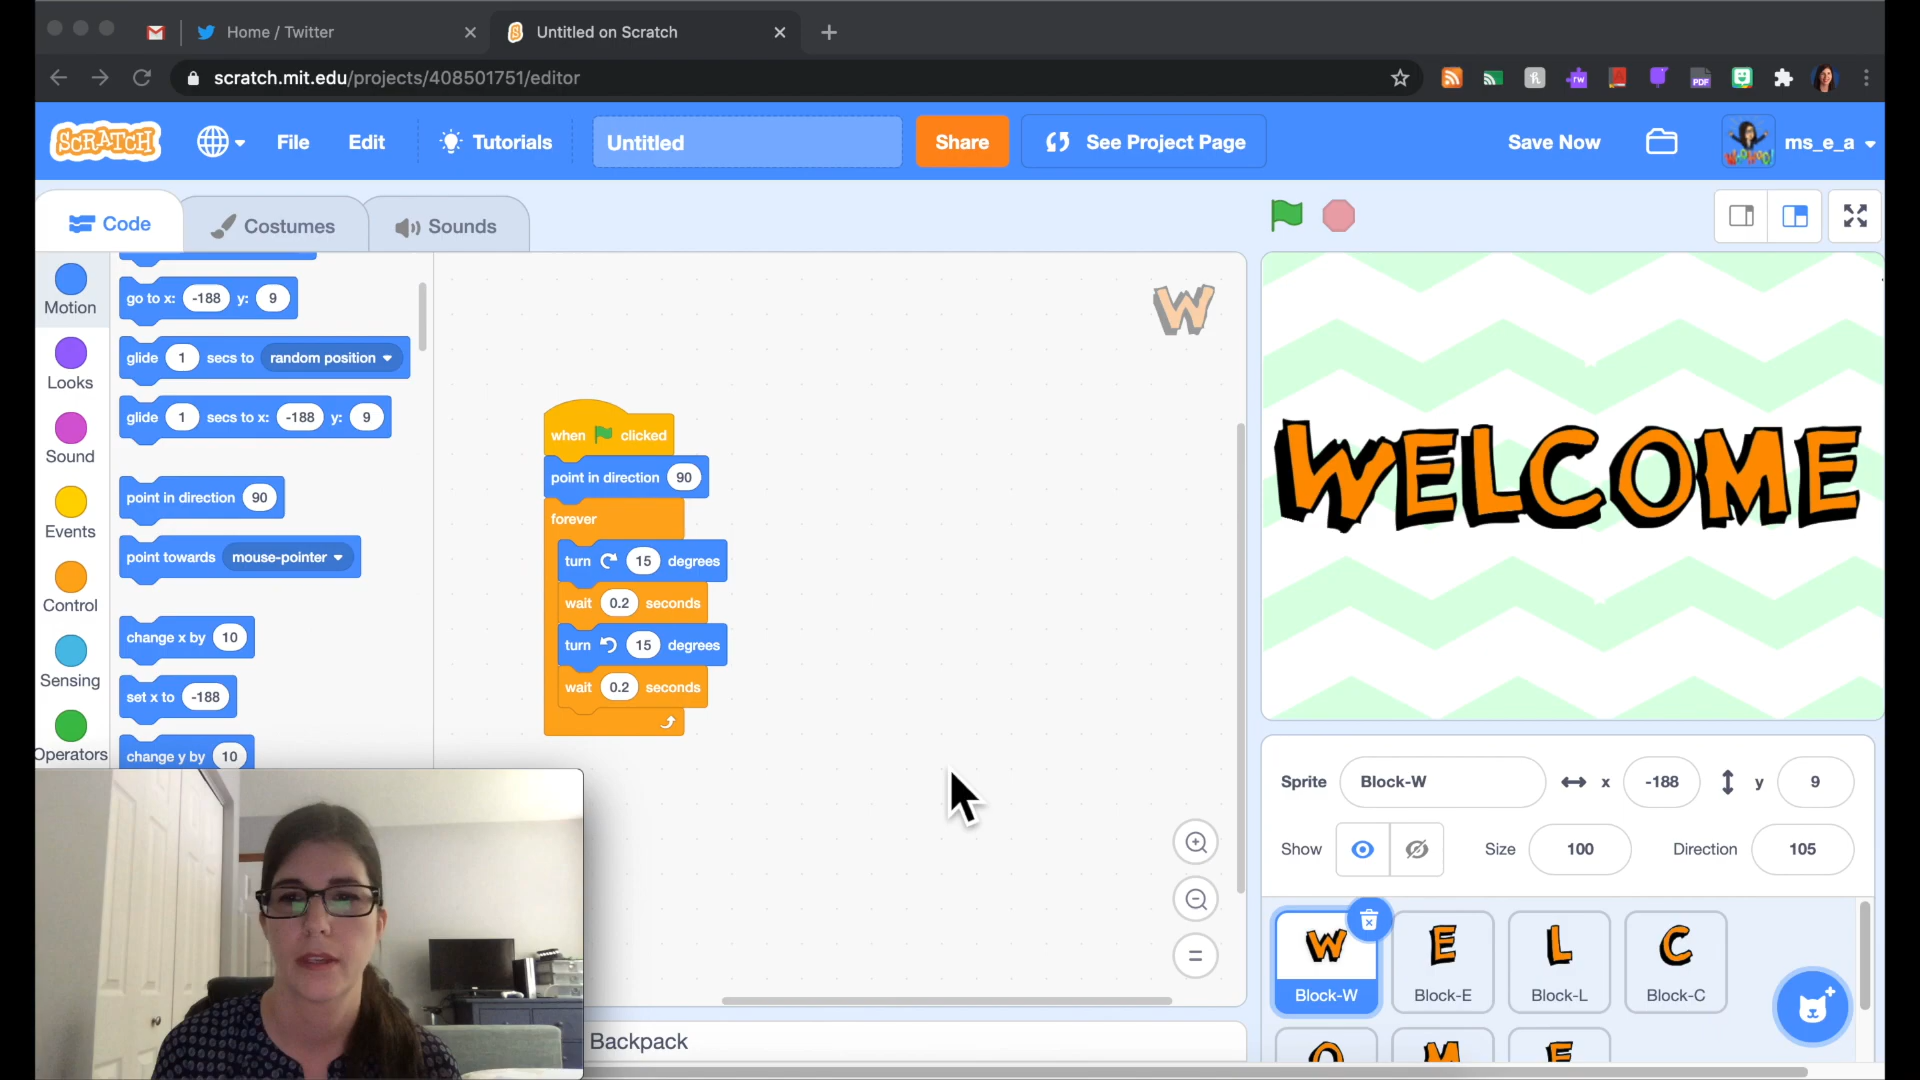 Home / Twitter
Untitled on Scratch
scratch.mit.edu/projects/408501751/editor
SCRATCH
File
Edit
Tutorials
Untitled
Share
See Project Page
Save Now
ms_e_a
Code
Costumes
Sounds
Motion
Looks
Sound
Events
Control
Sensing
Operators
go to x: -188 y: 9
glide 1 secs to random position
glide 1 secs to x: -188 y: 9
point in direction 90
point towards mouse-pointer
change x by 10
set x to -188
change y by 10
when clicked
point in direction 90
forever
turn 15 degrees
wait 0.2 seconds
turn 15 degrees
wait 0.2 seconds
W
WELCOME
Sprite Block-W x -188 y 9
Show Size 100 Direction 105
W E L C
Block-W Block-E Block-L Block-C
O M E
Backpack